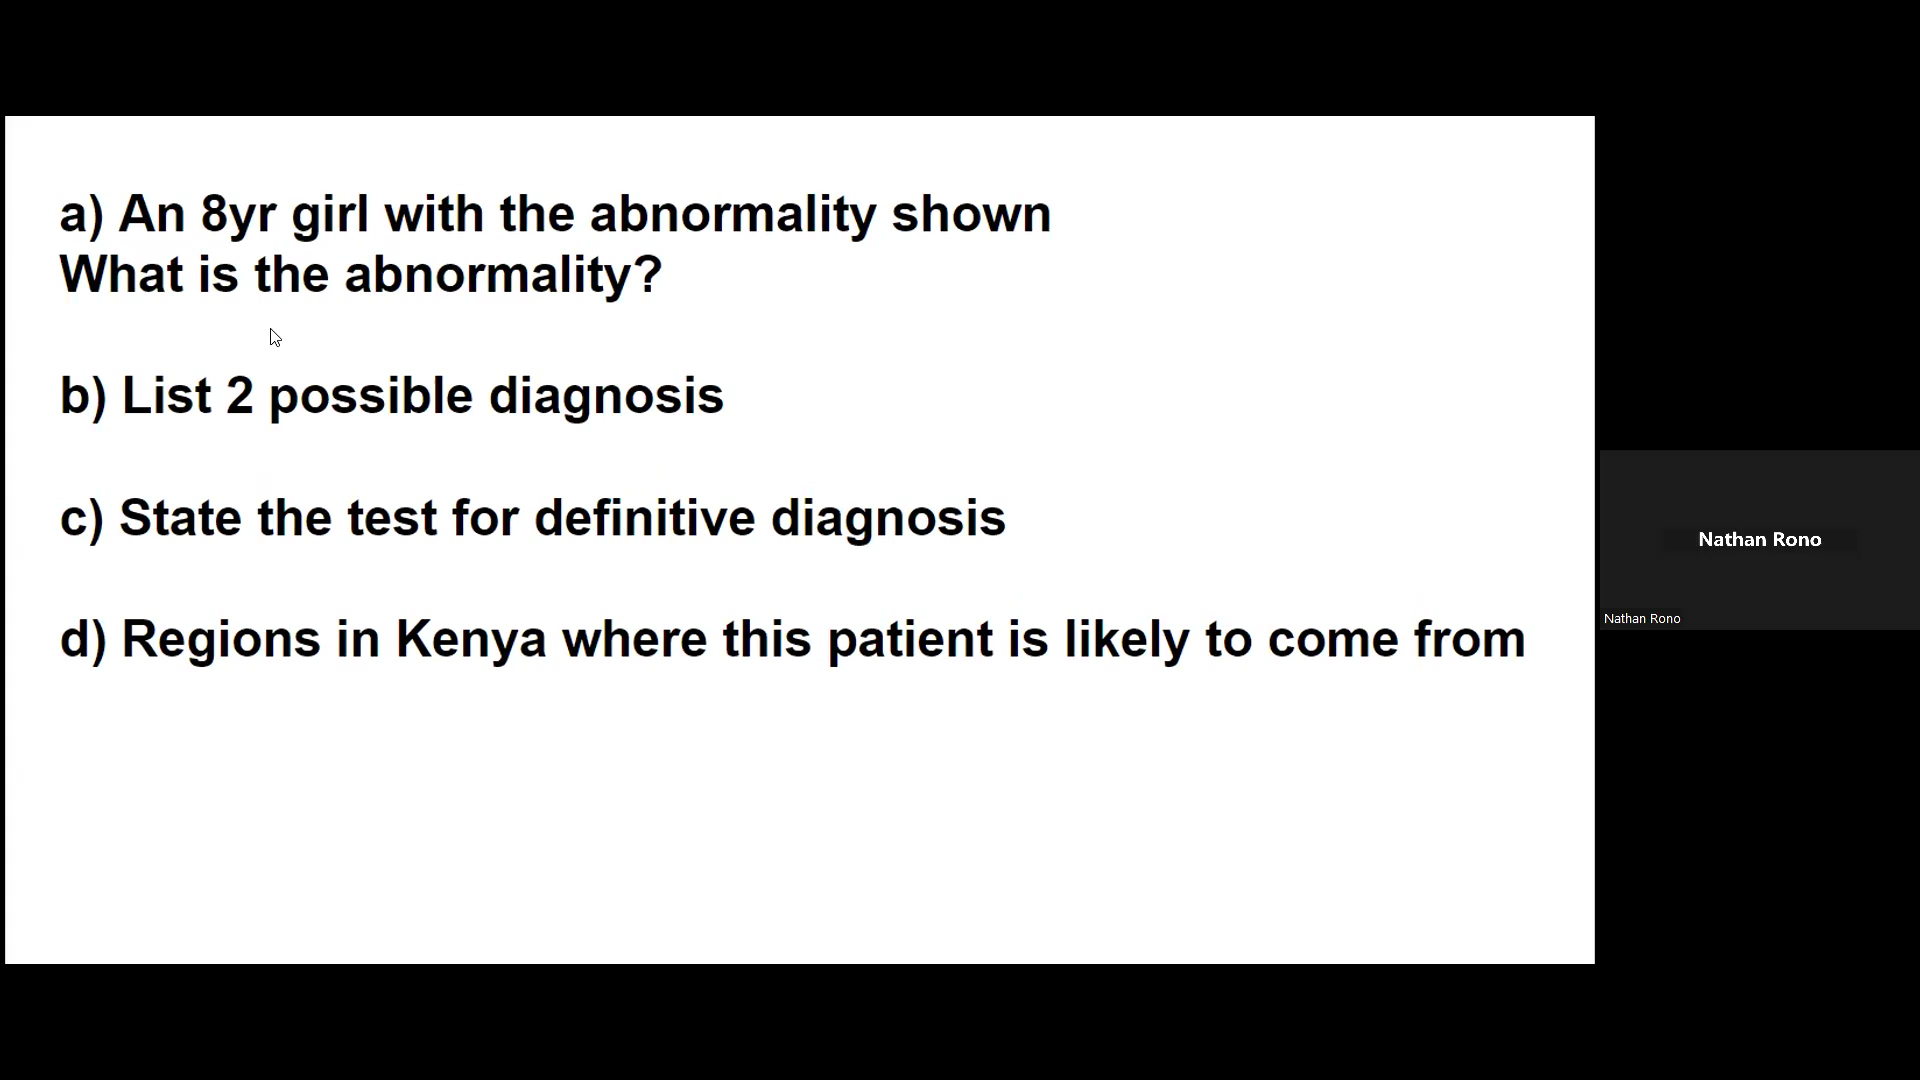 a) An 8yr girl with the abnormality shown
What is the abnormality?
b) List 2 possible diagnosis
c) State the test for definitive diagnosis
d) Regions in Kenya where this patient is likely to come from
Nathan Rono
Nathan Rono